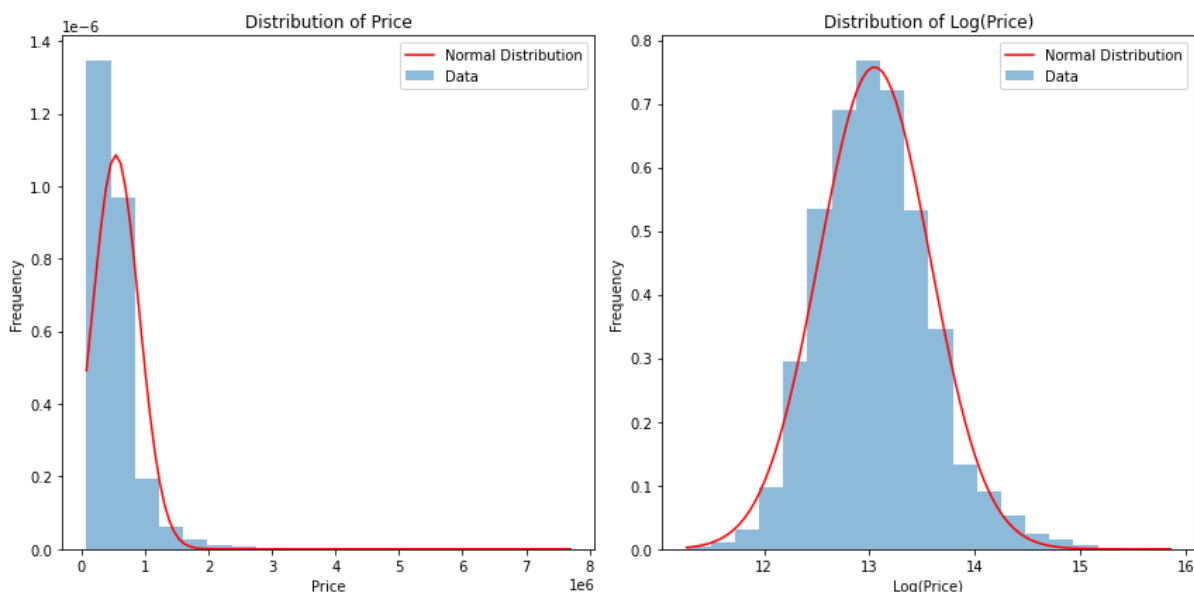 Distribution of Price
1e−6
Normal Distribution
Data
1.4
1.2
1.0
0.8
0.6
0.4
0.2
0.0
Frequency
0 1 2 3 4 5 6 7 8
1e6
Price
Distribution of Log(Price)
Normal Distribution
Data
0.8
0.7
0.6
0.5
0.4
0.3
0.2
0.1
0.0
Frequency
12 13 14 15 16
Log(Price)